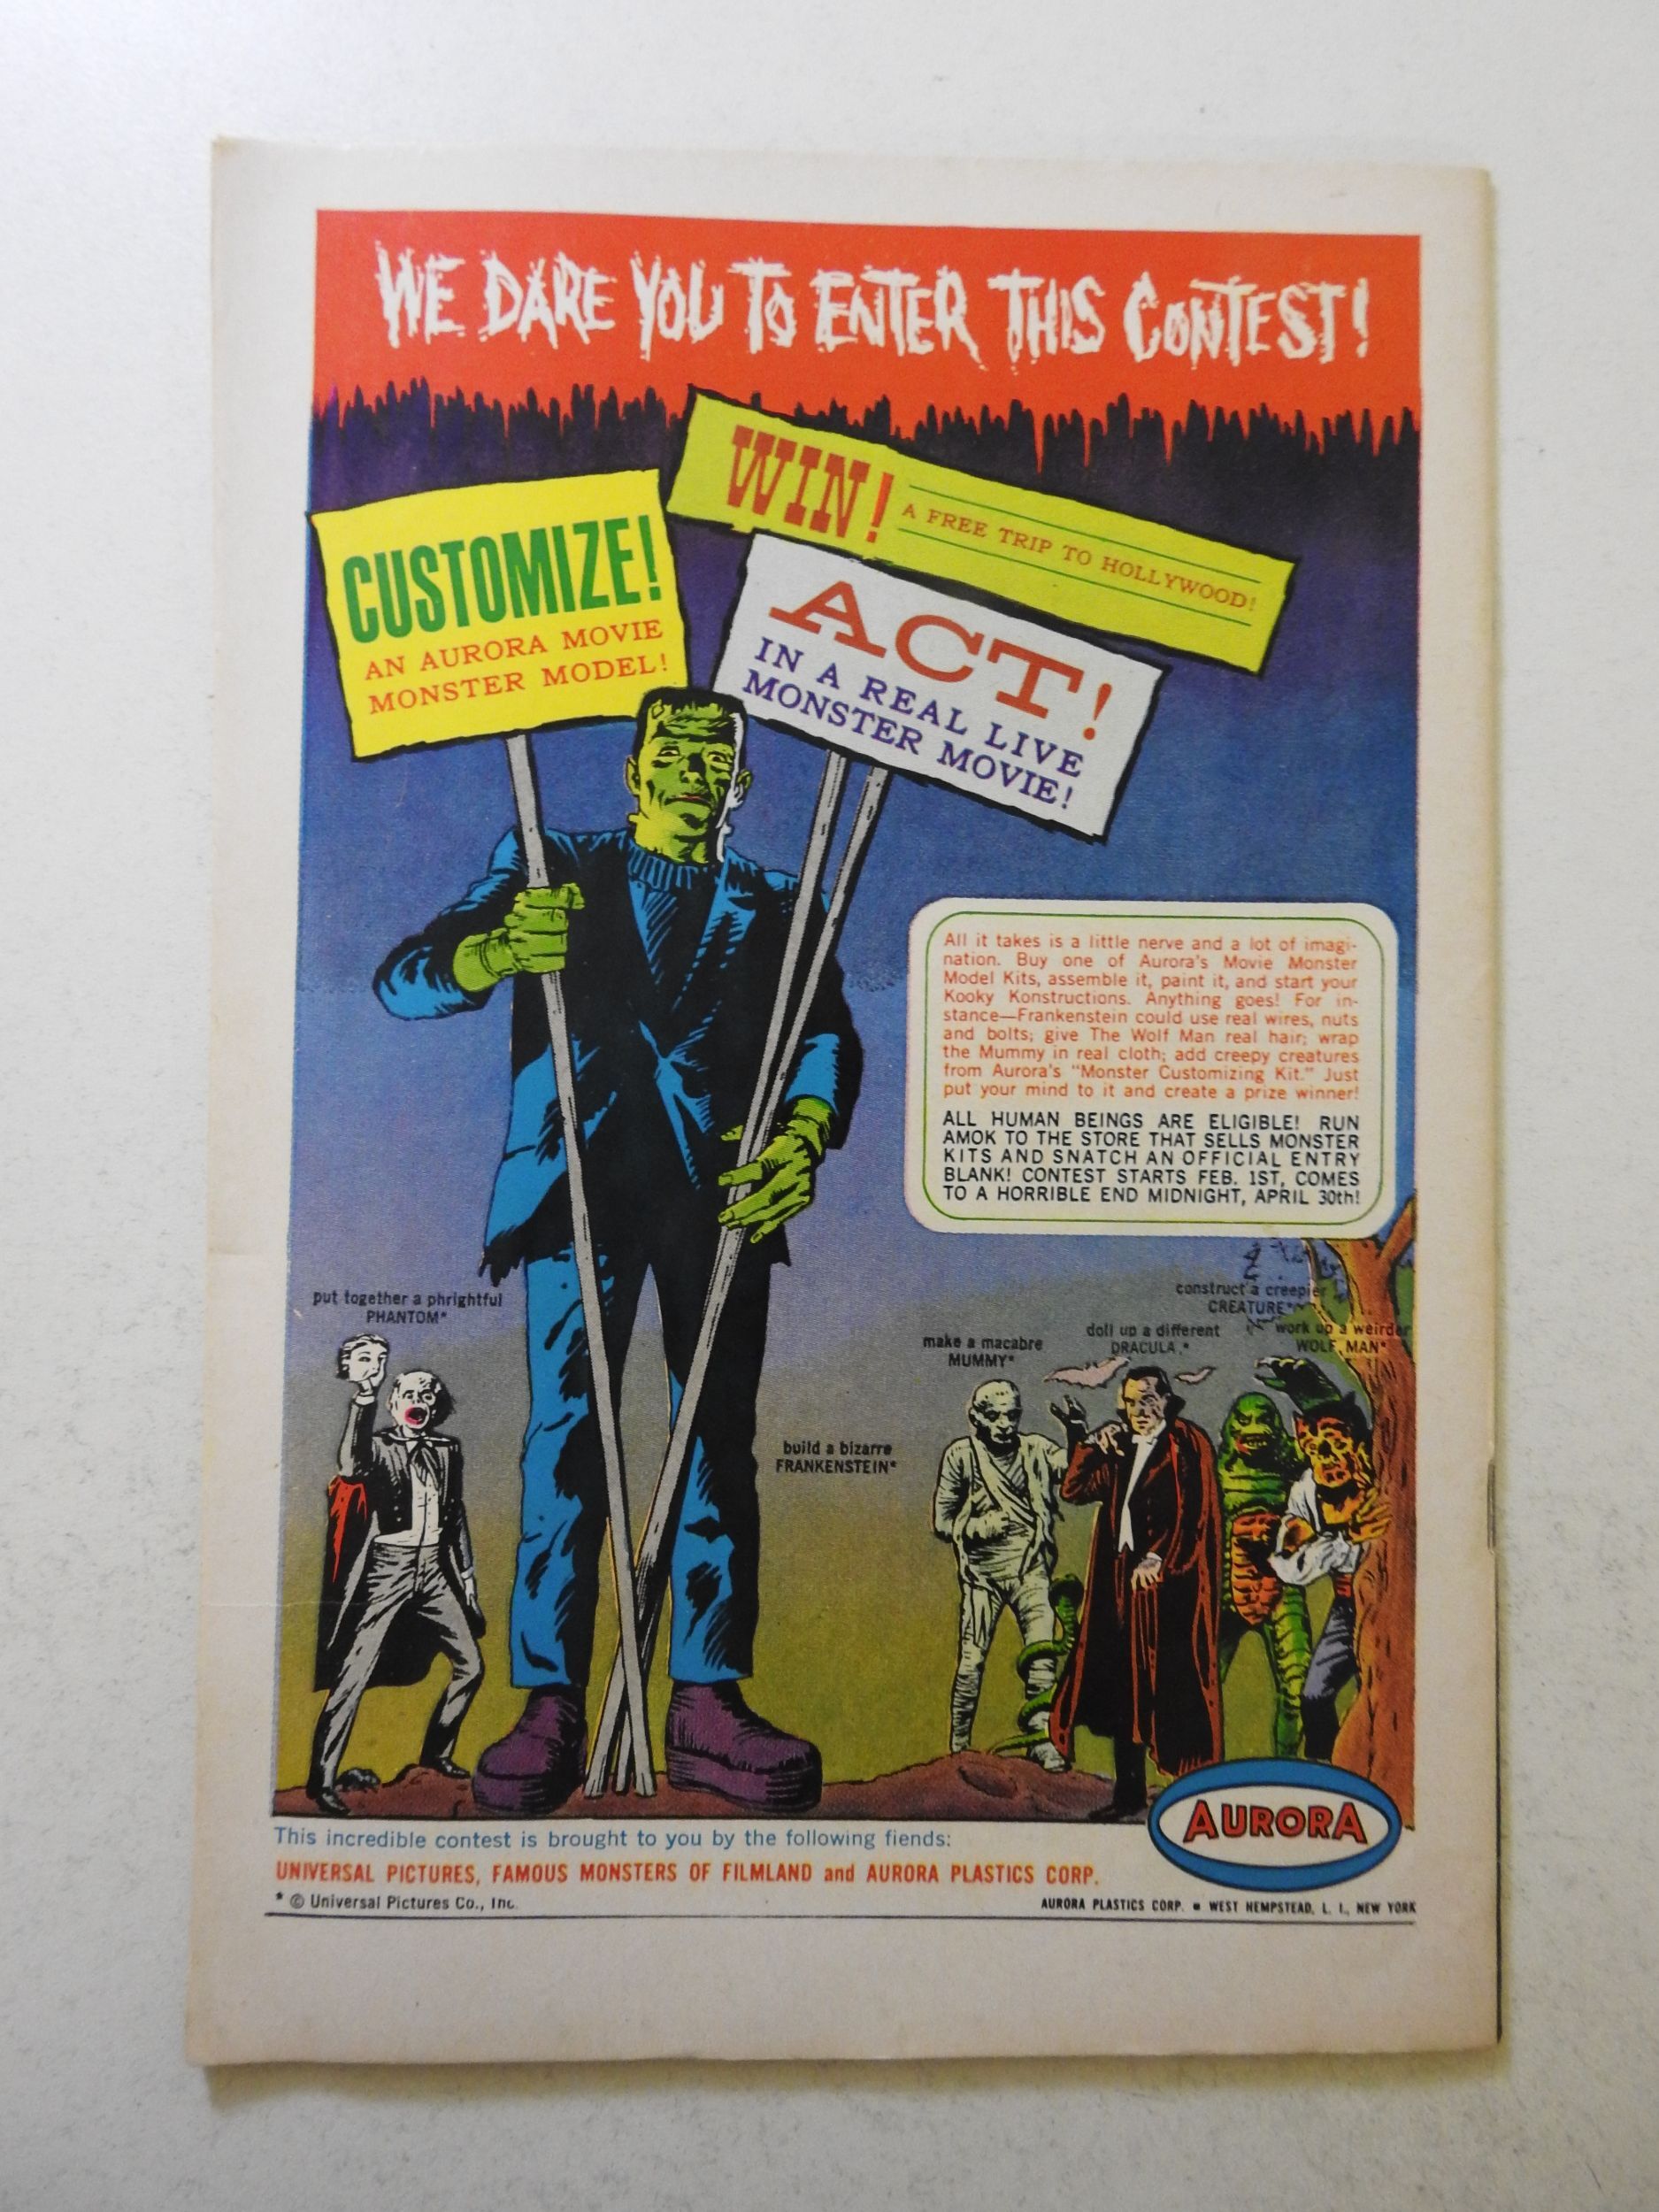 WE DARE YOU TO ENTER THIS CONTEST!
WIN! A FREE TRIP TO HOLLYWOOD!
CUSTOMIZE!
AN AURORA MOVIE
MONSTER MODEL!
ACT!
IN A REAL LIVE
MONSTER MOVIE!
All it takes is a little nerve and a lot of imagi-
nation. Buy one of Aurora's Movie Monster
Model Kits, assemble it, paint it, and start your
Kooky Konstructions. Anything goes! For in-
stance—Frankenstein could use real wires, nuts
and bolts; give The Wolf Man real hair; wrap
the Mummy in real cloth; add creepy creatures
from Aurora's "Monster Customizing Kit." Just
put your mind to it and create a prize winner!
ALL HUMAN BEINGS ARE ELIGIBLE! RUN
AMOK TO THE STORE THAT SELLS MONSTER
KITS AND SNATCH AN OFFICIAL ENTRY
BLANK! CONTEST STARTS FEB. 1ST, COMES
TO A HORRIBLE END MIDNIGHT, APRIL 30th!
put together a phrightful
PHANTOM*
build a bizarre
FRANKENSTEIN*
make a macabre
MUMMY*
doll up a different
DRACULA.*
construct a creepier
CREATURE*
work up a weirder
WOLF MAN*
AURORA
This incredible contest is brought to you by the following fiends:
UNIVERSAL PICTURES, FAMOUS MONSTERS OF FILMLAND and AURORA PLASTICS CORP.
* © Universal Pictures Co., Inc.
AURORA PLASTICS CORP. ■ WEST HEMPSTEAD, L. I., NEW YORK